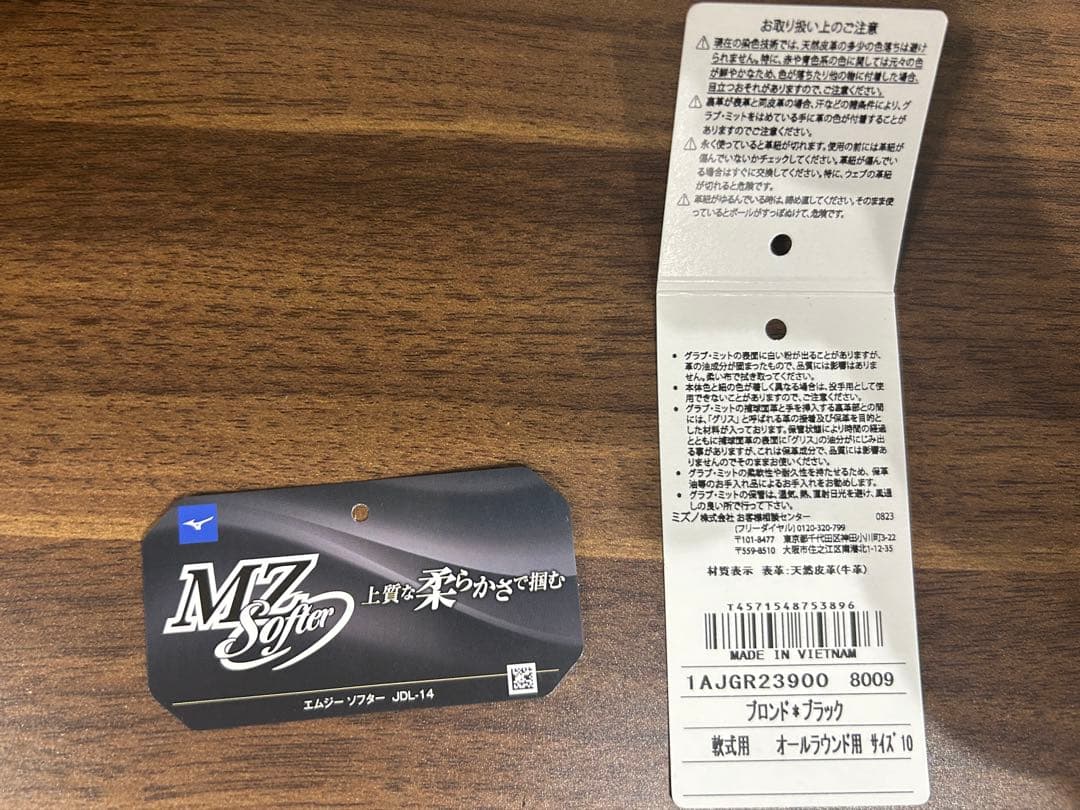 お取り扱い上のご注意
現在の染色技術では、天然皮革の多少の色落ちは避け
られません。特に、赤や青色系の色に関しては元々の色
が鮮やかなため、色が落ちたり他の物に付着した場合、
目立つおそれがありますので、ご注意ください。
裏革が表革と同皮革の場合、汗などの諸条件により、グ
ラブ・ミットをはめている手に革の色が付着することが
ありますのでご注意ください。
永く使っていると革紐が切れます。使用の前には革紐が
傷んでいないかチェックしてください。革紐が傷んでい
る場合はすぐに交換してください。特に、ウェブの革紐
が切れると危険です。
革紐がゆるんでいる時は、締め直してください。そのまま使
っているとボールがすっぽぬけて、危険です。
• グラブ・ミットの表面に白い粉が出ることがありますが、
革の油成分が固まったもので、品質には影響はありま
せん。柔い布で拭き取ってください。
• 本体色と紐の色が著しく異なる場合は、投手用として使
用できないことがありますので、ご注意ください。
• グラブ・ミットの捕球面革と手を挿入する裏革部との間
には、「グリス」と呼ばれる革の接着及び保革を目的と
した材料が入っております。保管状態により時間の経過
とともに捕球面革の表面に「グリス」の油分がにじみ出
る事がありますが、これは保革成分で、品質には影響あ
りませんのでそのままお使いください。
• グラブ・ミットの柔軟性や耐久性を持たせるため、保革
油等のお手入れ品によるお手入れをお勧めします。
• グラブ・ミットの保管は、湿気、熱、直射日光を避け、風通
しの良い所で行って下さい。
ミズノ株式会社 お客様相談センター 0823
(フリーダイヤル) 0120-320-799
〒101-8477 東京都千代田区神田小川町3-22
〒559-8510 大阪市住之江区南港北1-12-35
材質表示 表革:天然皮革(牛革)
T4571548753896
MADE IN VIETNAM
1AJGR23900 8009
ブロンド*ブラック
軟式用 オールラウンド用 サイズ10
MZ
Softer
上質な柔らかさで掴む
エムジー ソフター JDL-14